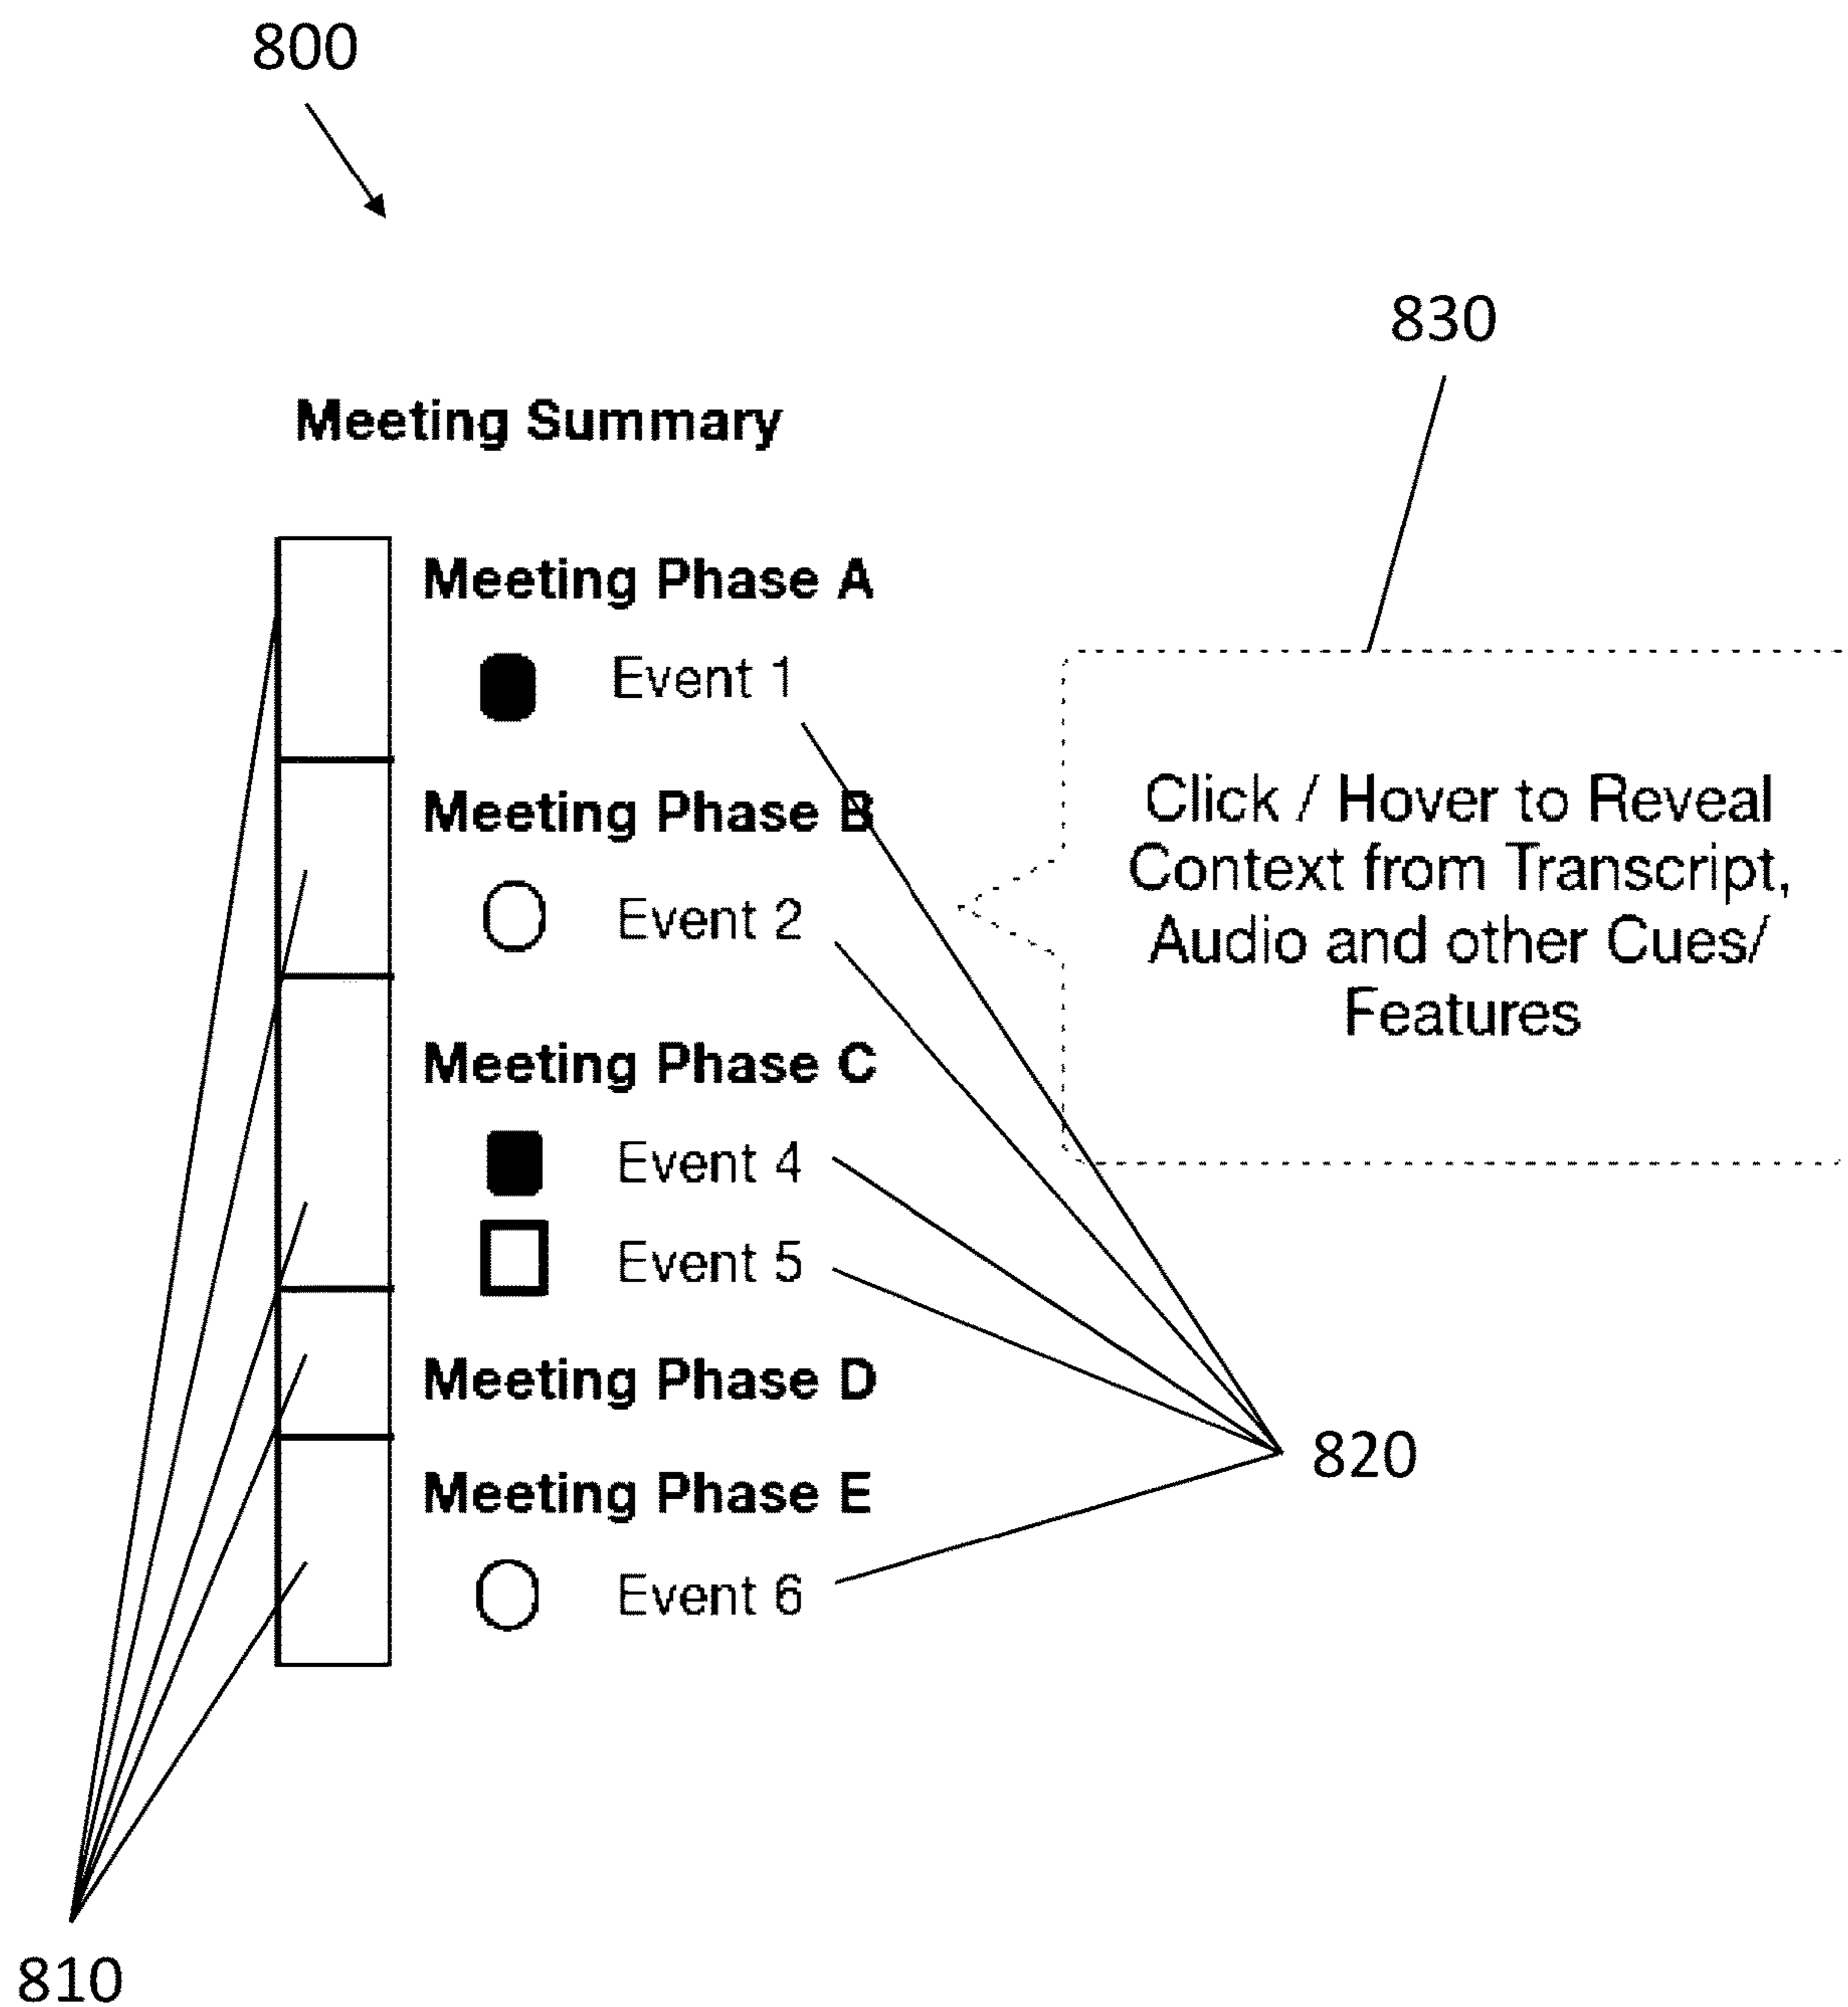 800
830
Meeting Summary
Meeting Phase A
Event 1
Meeting Phase B
Event 2
Click / Hover to Reveal
Context from Transcript,
Audio and other Cues/
Features
Meeting Phase C
Event 4
Event 5
Meeting Phase D
820
Meeting Phase E
Event 6
810